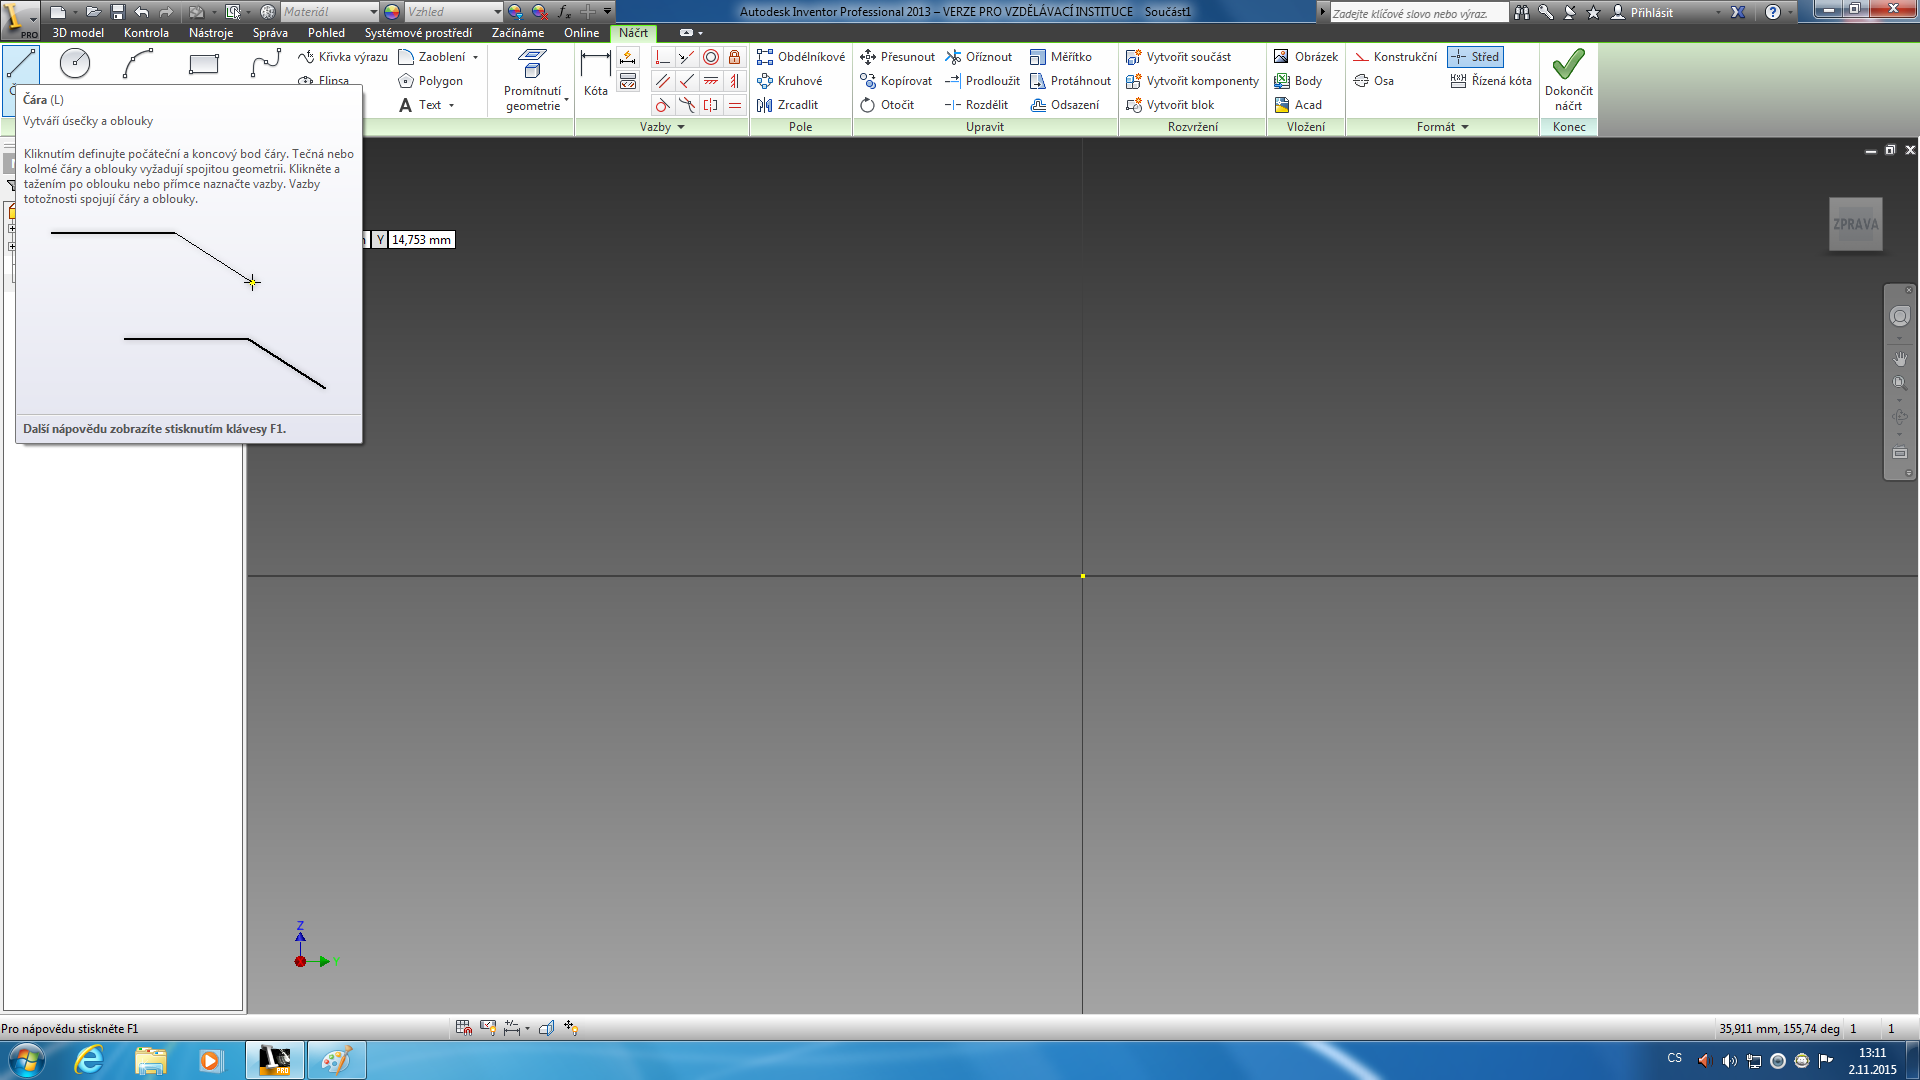 Materiál
Vzhled
Autodesk Inventor Professional 2013 – VERZE PRO VZDĚLÁVACÍ INSTITUCE Součást1
Zadejte klíčové slovo nebo výraz.
Přihlásit
PRO
3D model
Kontrola
Nástroje
Správa
Pohled
Systémové prostředí
Začínáme
Online
Náčrt
Křivka výrazu
Elipsa
Zaoblení
Polygon
Text
Promítnutí
geometrie
Kóta
Vazby
Obdélníkové
Kruhové
Zrcadlit
Pole
Přesunout
Kopírovat
Otočit
Oříznout
Prodloužit
Rozdělit
Měřítko
Protáhnout
Odsazení
Upravit
Vytvořit součást
Vytvořit komponenty
Vytvořit blok
Rozvržení
Obrázek
Body
Acad
Vložení
Konstrukční
Osa
Střed
Řízená kóta
Formát
Dokončit
náčrt
Konec
Čára (L)
Vytváří úsečky a oblouky
Kliknutím definujte počáteční a koncový bod čáry. Tečná nebo
kolmé čáry a oblouky vyžadují spojitou geometrii. Klikněte a
tažením po oblouku nebo přímce naznačte vazby. Vazby
totožnosti spojují čáry a oblouky.
Další nápovědu zobrazíte stisknutím klávesy F1.
Y 14,753 mm
ZPRAVA
Z
Pro nápovědu stiskněte F1
35,911 mm, 155,74 deg 1 1
PRO
CS
13:11
2.11.2015